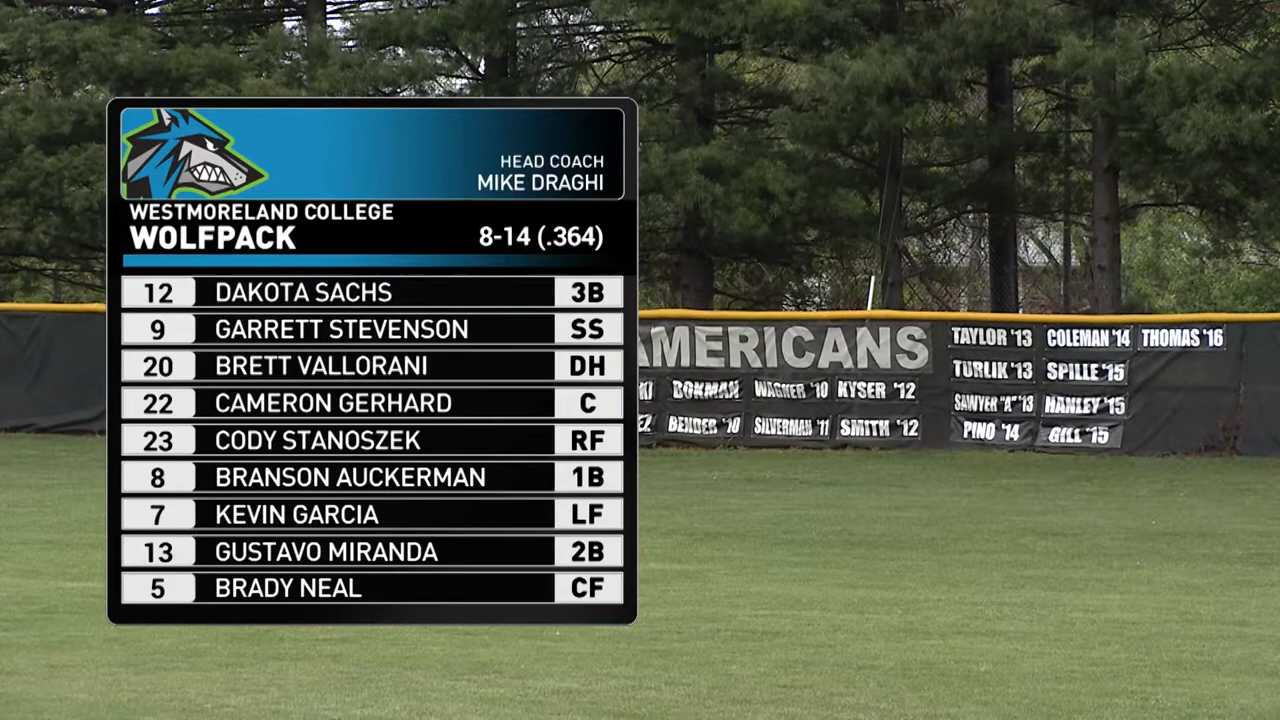 HEAD COACH
MIKE DRAGHI
WESTMORELAND COLLEGE
WOLFPACK 8-14 (.364)
12 DAKOTA SACHS 3B
9 GARRETT STEVENSON SS
20 BRETT VALLORANI DH
22 CAMERON GERHARD C
23 CODY STANOSZEK RF
8 BRANSON AUCKERMAN 1B
7 KEVIN GARCIA LF
13 GUSTAVO MIRANDA 2B
5 BRADY NEAL CF
AMERICANS
BOKMAN WAGNER '10 KYSER '12
BENDER '10 SILVERMAN '11 SMITH '12
TAYLOR '13 COLEMAN '14 THOMAS '16
TURLIK '13 SPILLE '15
SAWYER "A" '13 HANLEY '15
PINO '14 GILL '15